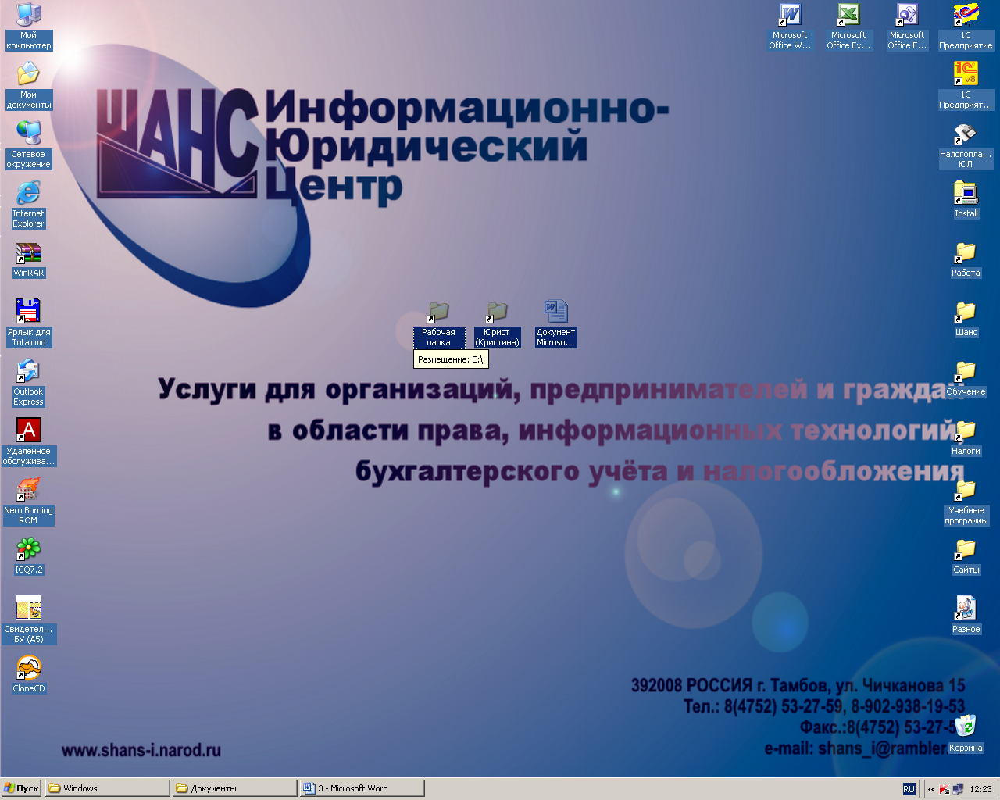 Мой
компьютер
Мои
документы
Сетевое
окружение
Internet
Explorer
WinRAR
Ярлык для
Totalcmd
Outlook
Express
Удалённое
обслужива...
Nero Burning
ROM
ICQ7.2
Свидетел...
БУ (А5)
CloneCD
ШАНС
Информационно-
Юридический
Центр
Microsoft
Office W...
Microsoft
Office Ex...
Microsoft
Office F...
1С
Предприятие
1С
Предприят...
Налогопла...
ЮЛ
Install
Работа
Шанс
Обучение
Налоги
Учебные
программы
Сайты
Разное
Корзина
Рабочая
папка
Юрист
(Кристина)
Документ
Microso...
Размещение: E:\
Услуги для организаций, предпринимателей и граждан
в области права, информационных технологий,
бухгалтерского учёта и налогообложения
392008 РОССИЯ г. Тамбов, ул. Чичканова 15
Тел.: 8(4752) 53-27-59, 8-902-938-19-53
Факс.:8(4752) 53-27-5
e-mail: shans_i@rambler
www.shans-i.narod.ru
Пуск
Windows
Документы
3 - Microsoft Word
RU
«
12:23